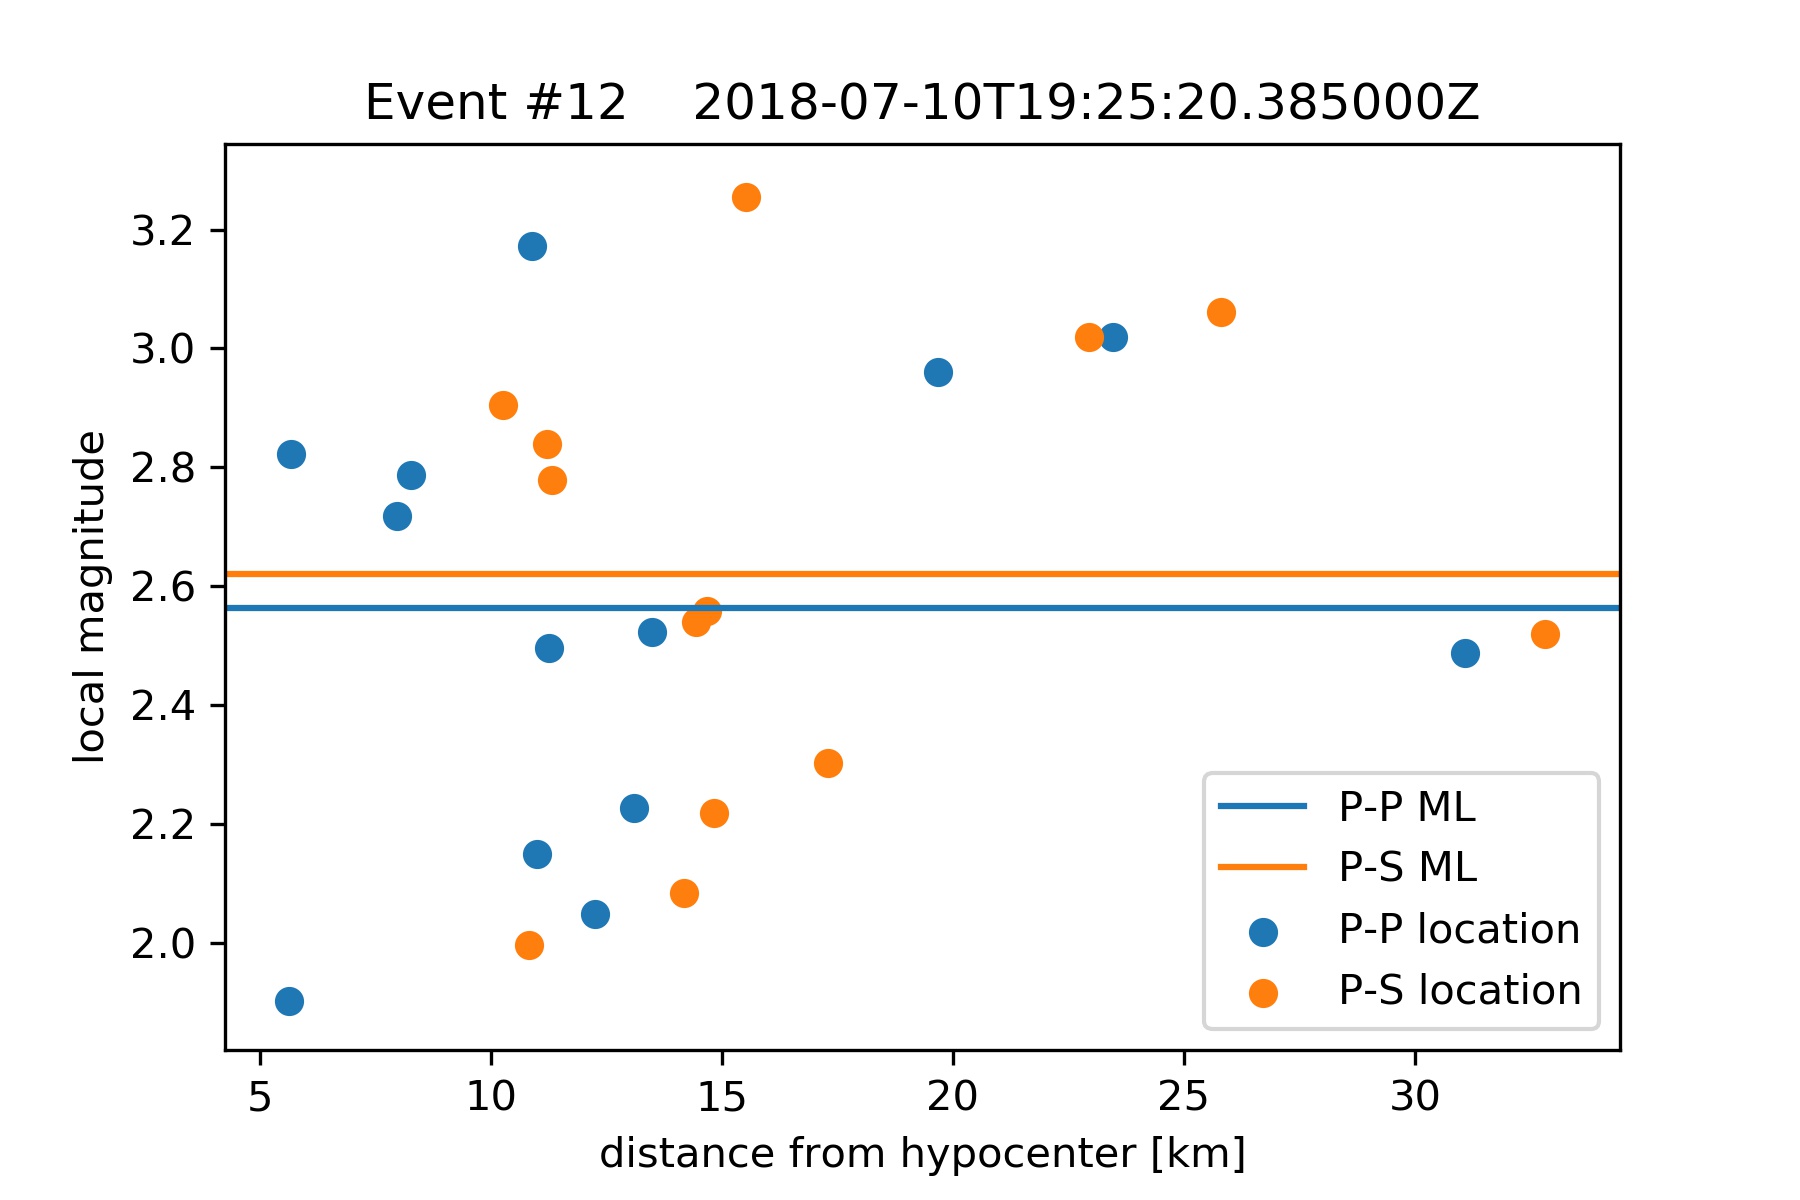 Event #12    2018-07-10T19:25:20.385000Z
local magnitude
3.2
3.0
2.8
2.6
2.4
2.2
2.0
P-P ML
P-S ML
P-P location
P-S location
5 10 15 20 25 30
distance from hypocenter [km]